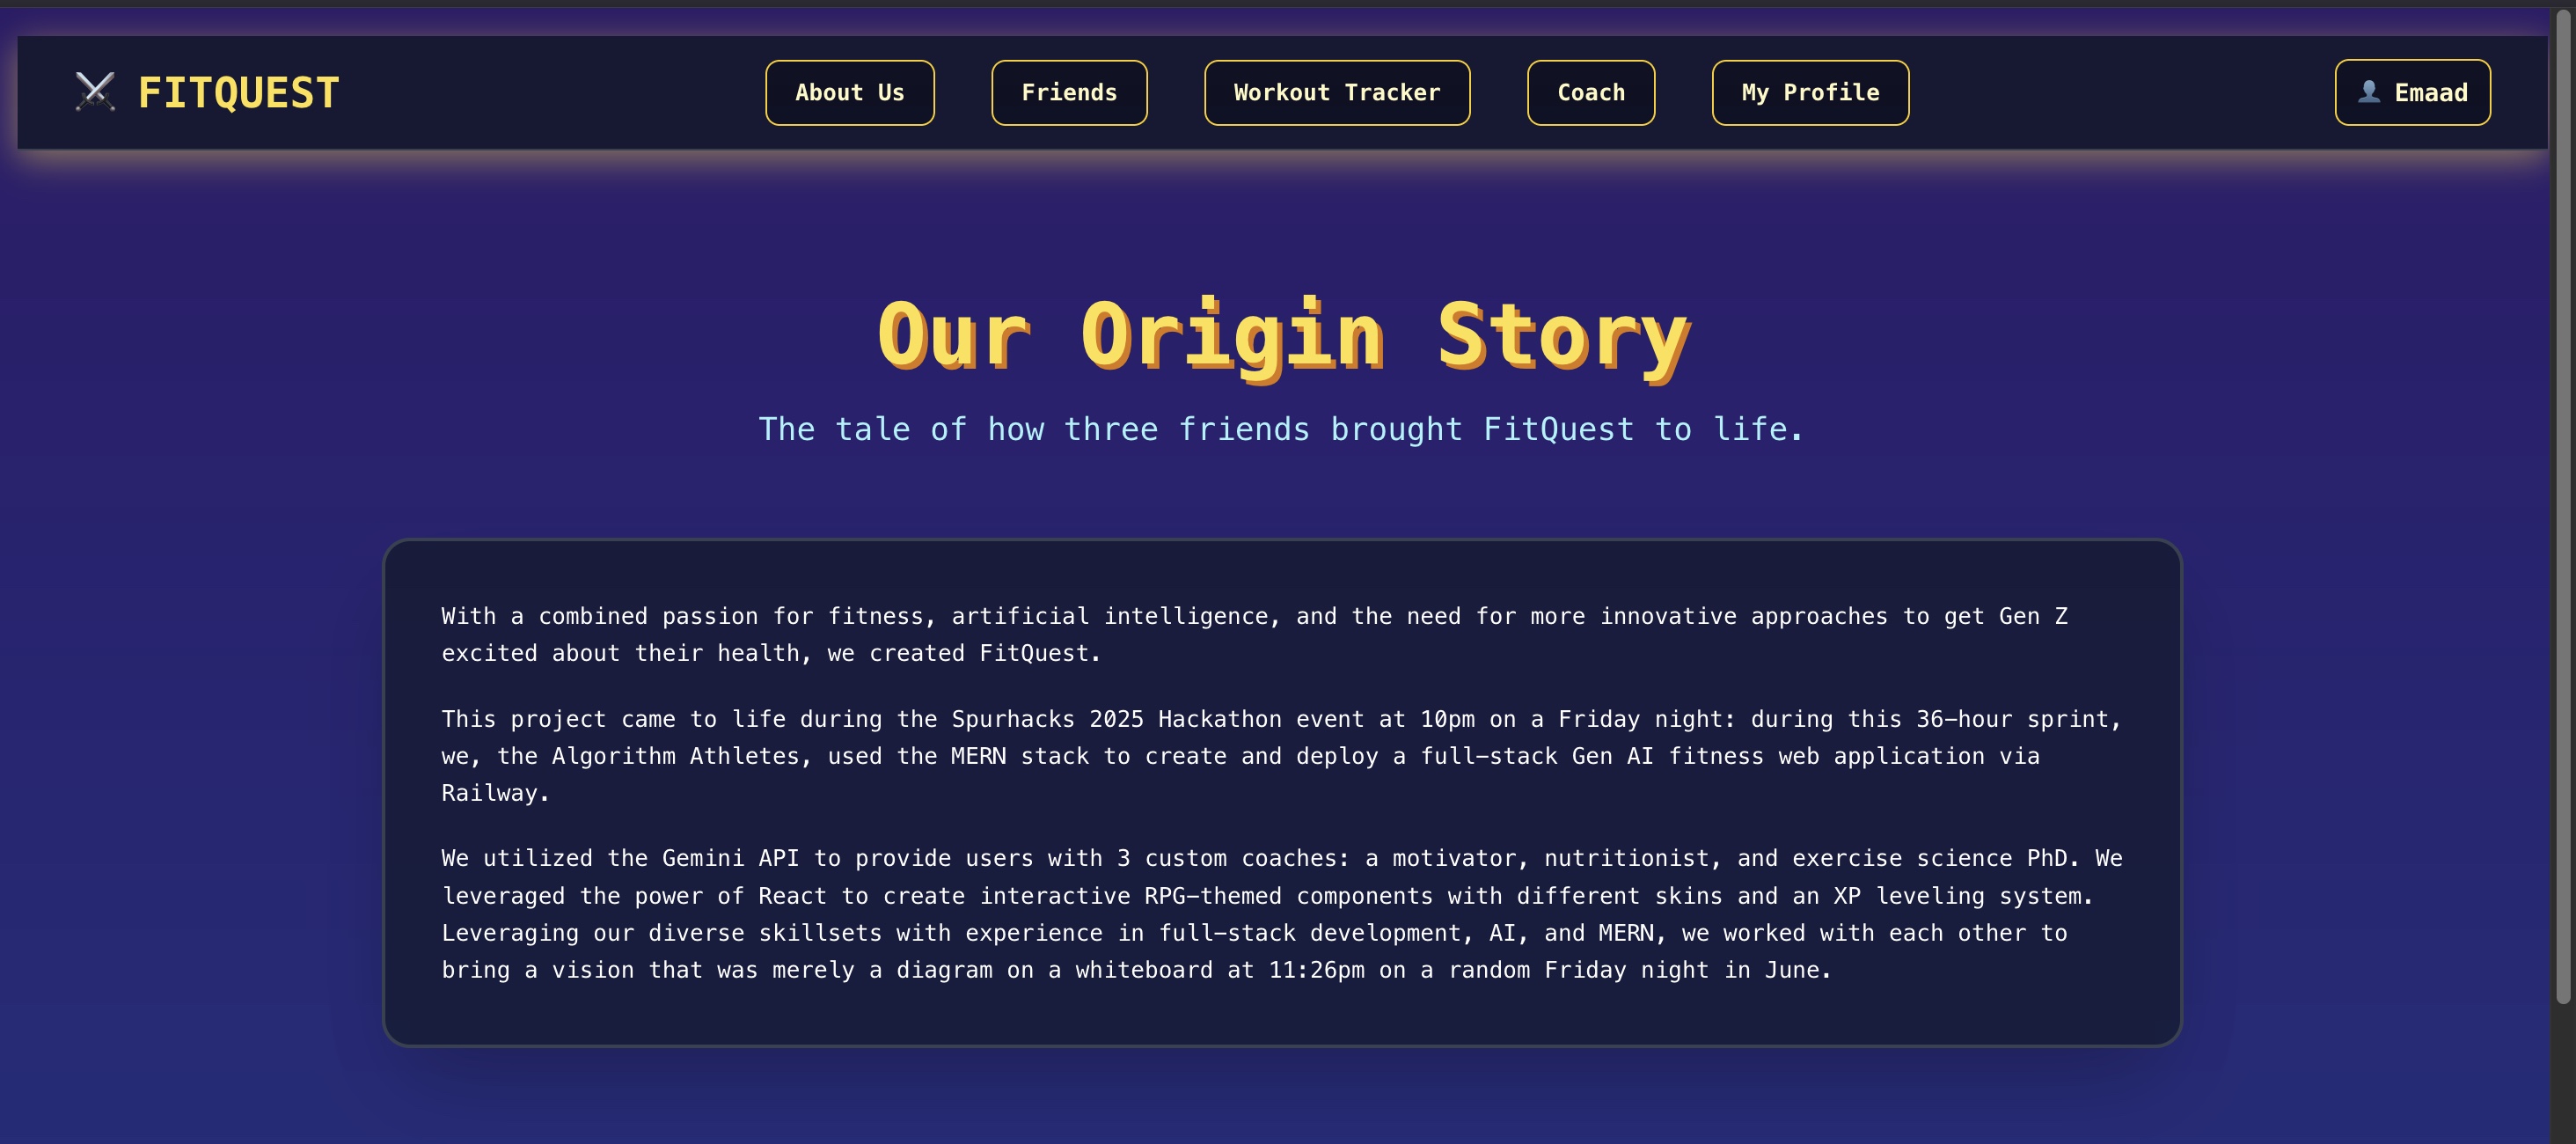 FITQUEST
About Us
Friends
Workout Tracker
Coach
My Profile
Emaad
Our Origin Story
The tale of how three friends brought FitQuest to life.
With a combined passion for fitness, artificial intelligence, and the need for more innovative approaches to get Gen Z
excited about their health, we created FitQuest.
This project came to life during the Spurhacks 2025 Hackathon event at 10pm on a Friday night: during this 36-hour sprint,
we, the Algorithm Athletes, used the MERN stack to create and deploy a full-stack Gen AI fitness web application via
Railway.
We utilized the Gemini API to provide users with 3 custom coaches: a motivator, nutritionist, and exercise science PhD. We
leveraged the power of React to create interactive RPG-themed components with different skins and an XP leveling system.
Leveraging our diverse skillsets with experience in full-stack development, AI, and MERN, we worked with each other to
bring a vision that was merely a diagram on a whiteboard at 11:26pm on a random Friday night in June.